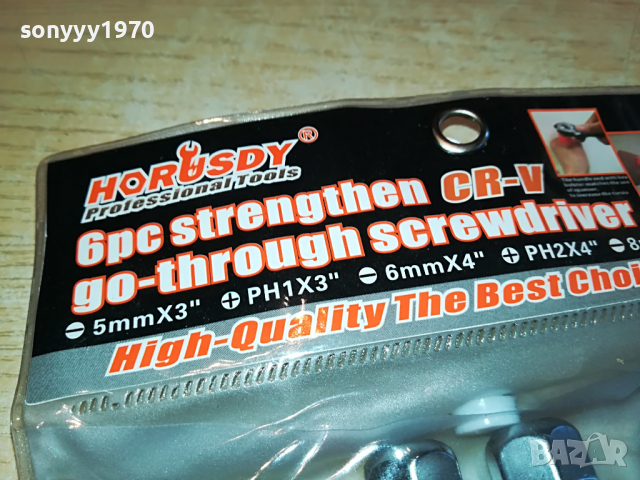 sonyyy1970
HORUSDY®
Professional Tools
6pc strengthen CR-V
go-through screwdriver
⊖ 5mmX3" ⊕ PH1X3" ⊖ 6mmX4" ⊕ PH2X4" ⊖ 8
High-Quality The Best Choi
BAZAR